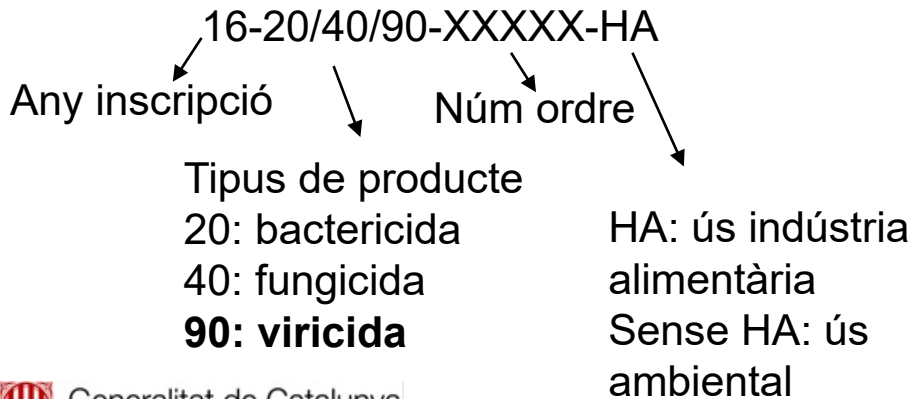 16-20/40/90-XXXXX-HA
Any inscripció
Núm ordre
Tipus de producte
20: bactericida
40: fungicida
90: viricida
HA: ús indústria
alimentària
Sense HA: ús
ambiental
Generalitat de Catalunya